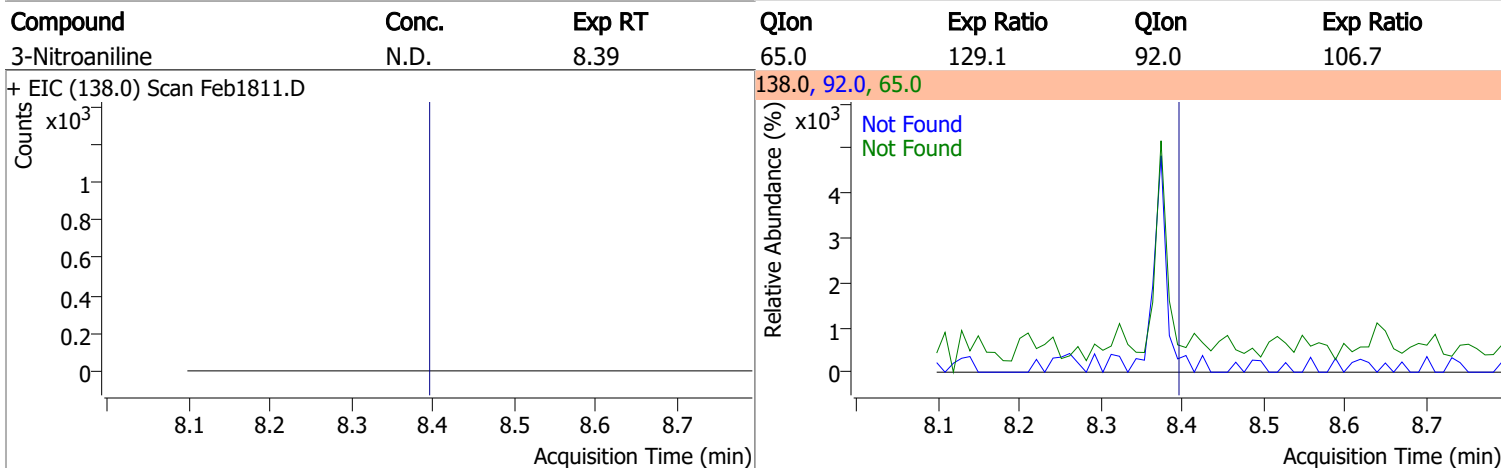 Compound Conc. Exp RT QIon Exp Ratio QIon Exp Ratio
3-Nitroaniline N.D. 8.39 65.0 129.1 92.0 106.7
+ EIC (138.0) Scan Feb1811.D
Counts
x10³
1
0.8
0.6
0.4
0.2
0
8.1 8.2 8.3 8.4 8.5 8.6 8.7
Acquisition Time (min)
138.0, 92.0, 65.0
Relative Abundance (%)
x10³
Not Found
Not Found
4
3
2
1
0
8.1 8.2 8.3 8.4 8.5 8.6 8.7
Acquisition Time (min)